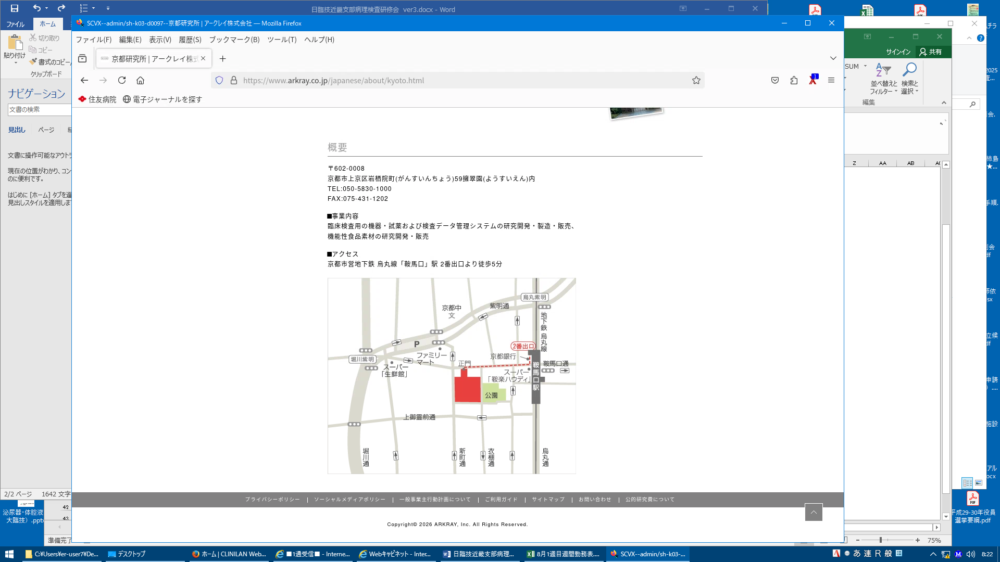 日臨技近畿支部病理検査研修会 ver3.docx - Word
ファイル
ホーム
貼り付け
切り取り
コピー
書式のコピー/
クリップボード
ナビゲーション
文書の検索
見出し
ページ
文書に操作可能なアウトラ
現在の位置がわかり、コン
のに便利です。
はじめに [ホーム] タブを選
見出しスタイルを適用しま
2/2 ページ
1642 文字
SCVX--admin/sh-k03-d0097--京都研究所 | アークレイ株式会社 — Mozilla Firefox
ファイル(F)
編集(E)
表示(V)
履歴(S)
ブックマーク(B)
ツール(T)
ヘルプ(H)
京都研究所 | アークレイ株式
https://www.arkray.co.jp/japanese/about/kyoto.html
1
住友病院
電子ジャーナルを探す
概要
〒602-0008
京都市上京区岩栖院町(がんすいんちょう)59擁翠園(ようすいえん)内
TEL:050-5830-1000
FAX:075-431-1202
■事業内容
臨床検査用の機器・試薬および検査データ管理システムの研究開発・製造・販売、
機能性食品素材の研究開発・販売
■アクセス
京都市営地下鉄 烏丸線「鞍馬口」駅 2番出口より徒歩5分
烏丸紫明
京都中
文
紫明通
地下鉄 烏丸線
P
2番出口
ファミリー
マート
京都銀行
堀川紫明
正門
鞍馬口通
スーパー
「生鮮館」
スーパー
「鞍楽ハウディ」
鞍馬口駅
公園
上御霊前通
堀川通
新町通
衣棚通
烏丸通
プライバシーポリシー | ソーシャルメディアポリシー | 一般事業主行動計画について | ご利用ガイド | サイトマップ | お問い合わせ | 公的研究費について
Copyright© 2026 ARKRAY, Inc. All Rights Reserved.
サインイン
共有
SUM
並べ替えと
フィルター
検索と
選択
編集
Z
AA
AB
75%
42
43
準備完了
泌尿器・体腔液
大臨技）.pptx
2025
柿島
★...
手順.
平成29-30年役員
選挙要綱.pdf
C:¥Users¥er-user7¥De...
デスクトップ
ホーム | CLINILAN Web...
■1通受信■ - Interne...
Webキャビネット - Inter...
日臨技近畿支部病理...
8月1週目週間勤務表...
SCVX--admin/sh-k03-...
あ 連 R 般
8:22